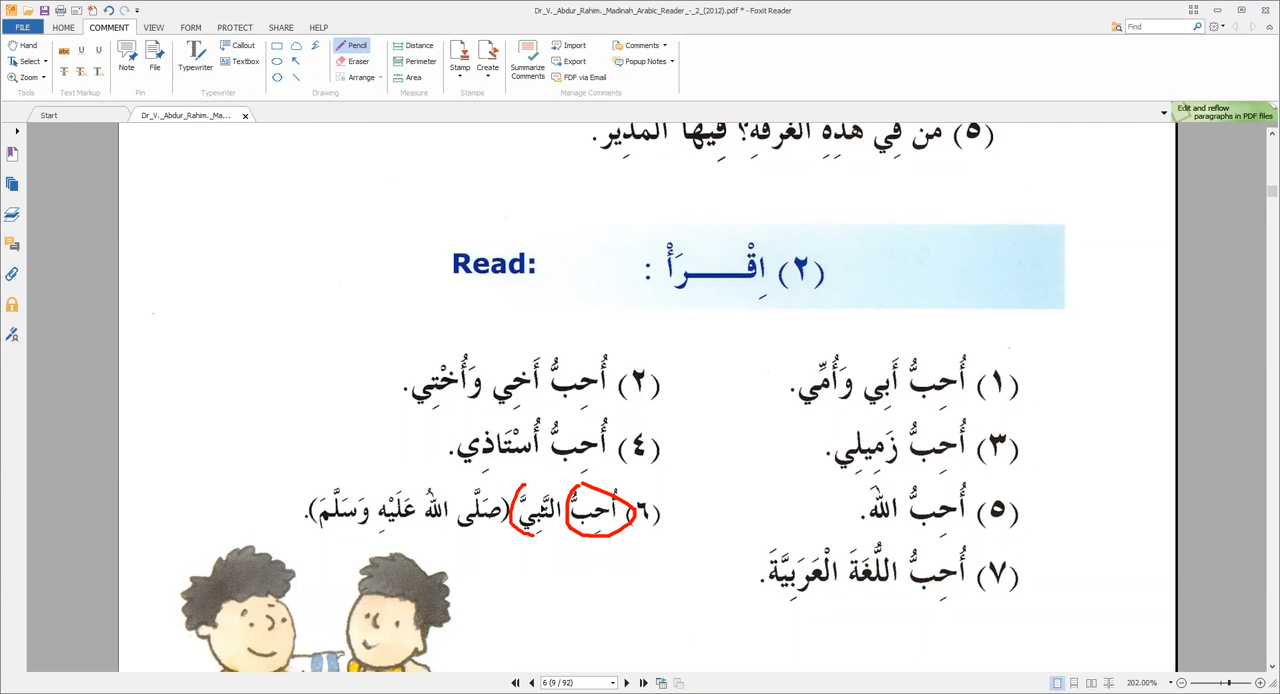 Dr_V._Abdur_Rahim._Madinah_Arabic_Reader_-_2_(2012).pdf * - Foxit Reader
FILE HOME COMMENT VIEW FORM PROTECT SHARE HELP
Find
Hand
Select
Zoom
Tools
Text Markup
Note
File
Pin
Typewriter
Callout
Textbox
Typewriter
Pencil
Eraser
Arrange
Drawing
Distance
Perimeter
Area
Measure
Stamp
Create
Stamps
Summarize
Comments
Import
Export
FDF via Email
Comments
Popup Notes
Manage Comments
Start
Dr_V._Abdur_Rahim._Ma...
Edit and reflow
paragraphs in PDF files
(٥) مَن فِي هَذِهِ الغُرْفَةِ؟ فِيهَا المُدِير.
(٢) اِقْـــــرَأْ :
Read:
(١) أُحِبُّ أَبِي وَأُمِّي.
(٢) أُحِبُّ أَخِي وَأُخْتِي.
(٣) أُحِبُّ زَمِيلِي.
(٤) أُحِبُّ أُسْتَاذِي.
(٥) أُحِبُّ اللهَ.
(٦) أُحِبُّ النَّبِيَّ (صَلَّى اللهُ عَلَيْهِ وَسَلَّمَ).
(٧) أُحِبُّ اللُّغَةَ الْعَرَبِيَّةَ.
6 (9 / 92)
202.00%